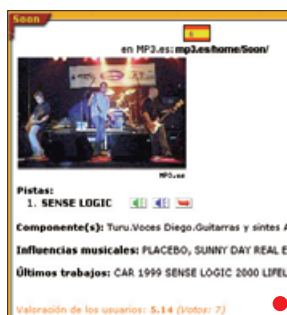 Soon
en MP3.es: mp3.es/home/Soon/
MP3.es
Pistas:
1. SENSE LOGIC
Componente(s): Turu.Voces Diego.Guitarras y sintes A
Influencias musicales: PLACEBO, SUNNY DAY REAL E
Últimos trabajos: CAR 1999 SENSE LOGIC 2000 LIFEL
Valoración de los usuarios: 5.14 (Votos: 7)